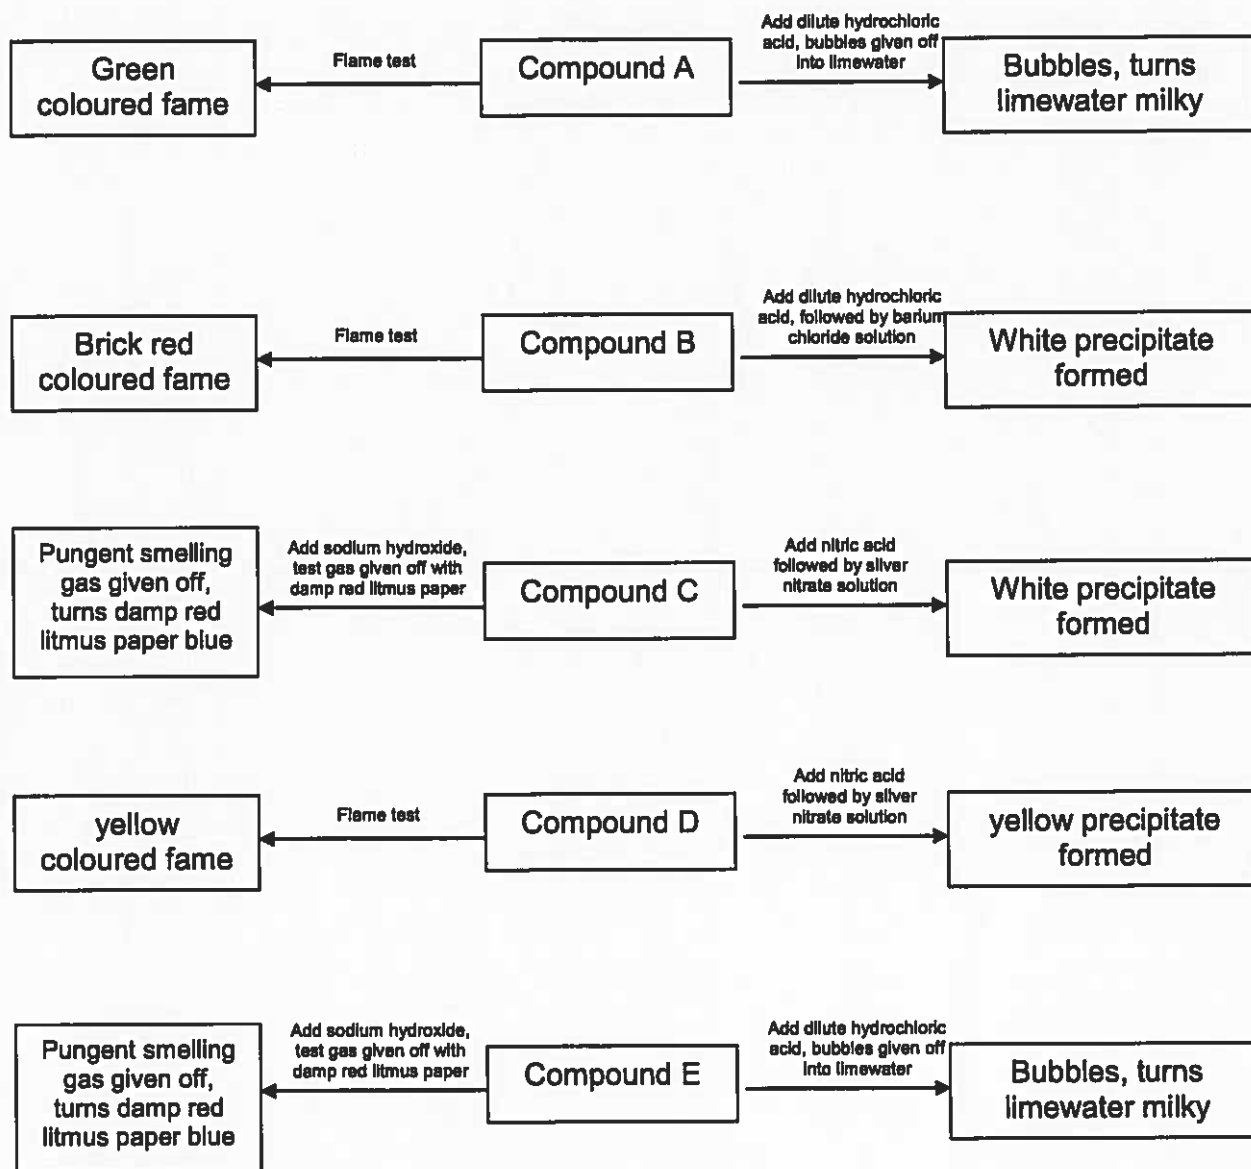 Green
coloured fame
Flame test
Compound A
Add dilute hydrochloric
acid, bubbles given off
into limewater
Bubbles, turns
limewater milky
Brick red
coloured fame
Flame test
Compound B
Add dilute hydrochloric
acid, followed by barium
chloride solution
White precipitate
formed
Pungent smelling
gas given off,
turns damp red
litmus paper blue
Add sodium hydroxide,
test gas given off with
damp red litmus paper
Compound C
Add nitric acid
followed by silver
nitrate solution
White precipitate
formed
yellow
coloured fame
Flame test
Compound D
Add nitric acid
followed by silver
nitrate solution
yellow precipitate
formed
Pungent smelling
gas given off,
turns damp red
litmus paper blue
Add sodium hydroxide,
test gas given off with
damp red litmus paper
Compound E
Add dilute hydrochloric
acid, bubbles given off
into limewater
Bubbles, turns
limewater milky